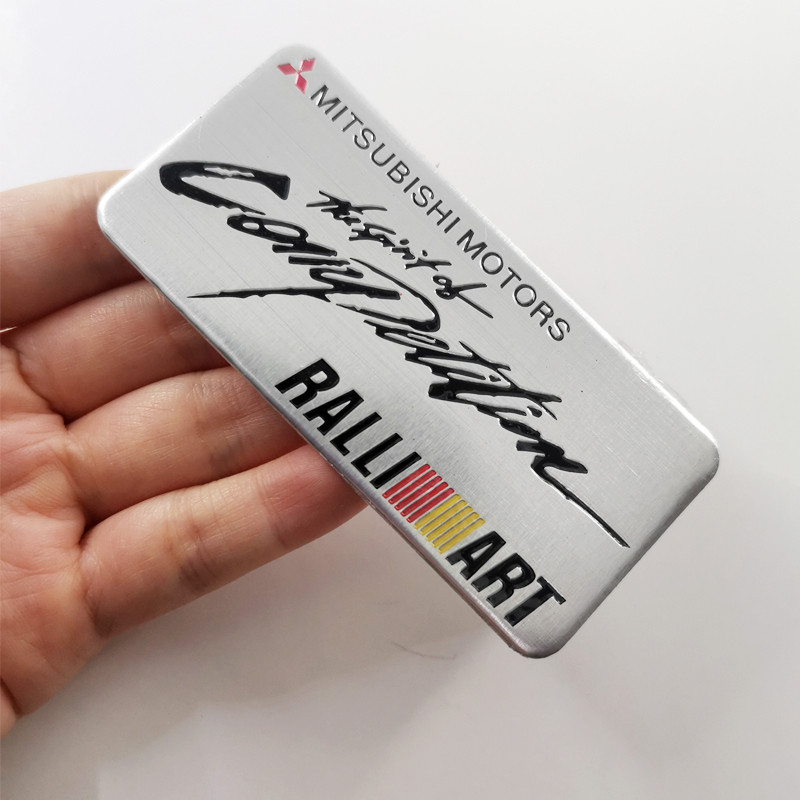 MITSUBISHI MOTORS
The Spirit of
Competition
RALLI ART